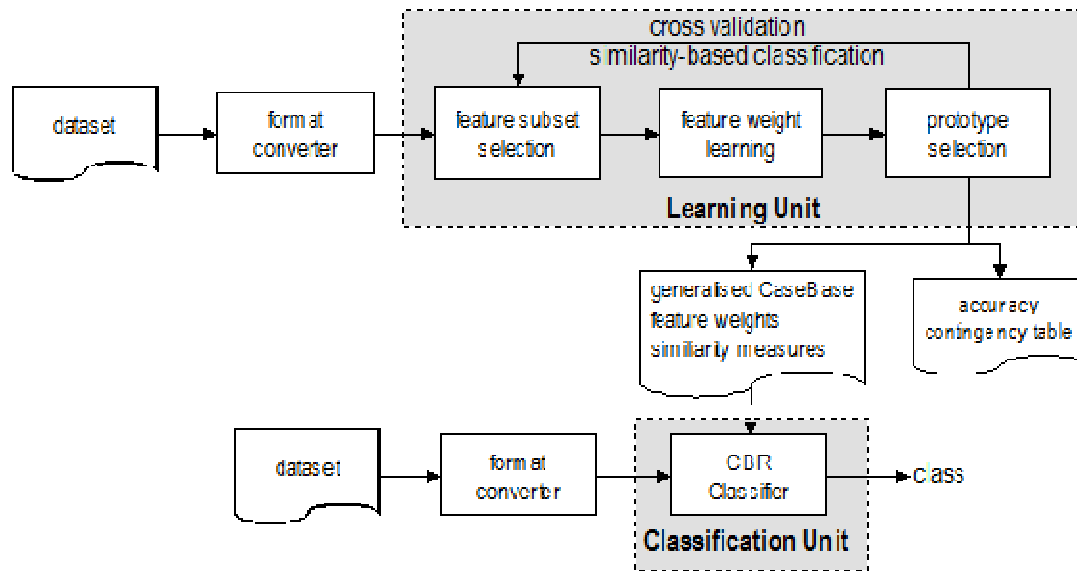 cross validation
similarity-based classification
dataset
format
converter
feature subset
selection
feature weight
learning
prototype
selection
Learning Unit
generalised CaseBase
feature weights
similiarity measures
accuracy
contingency table
dataset
format
converter
CBR
Classifier
class
Classification Unit